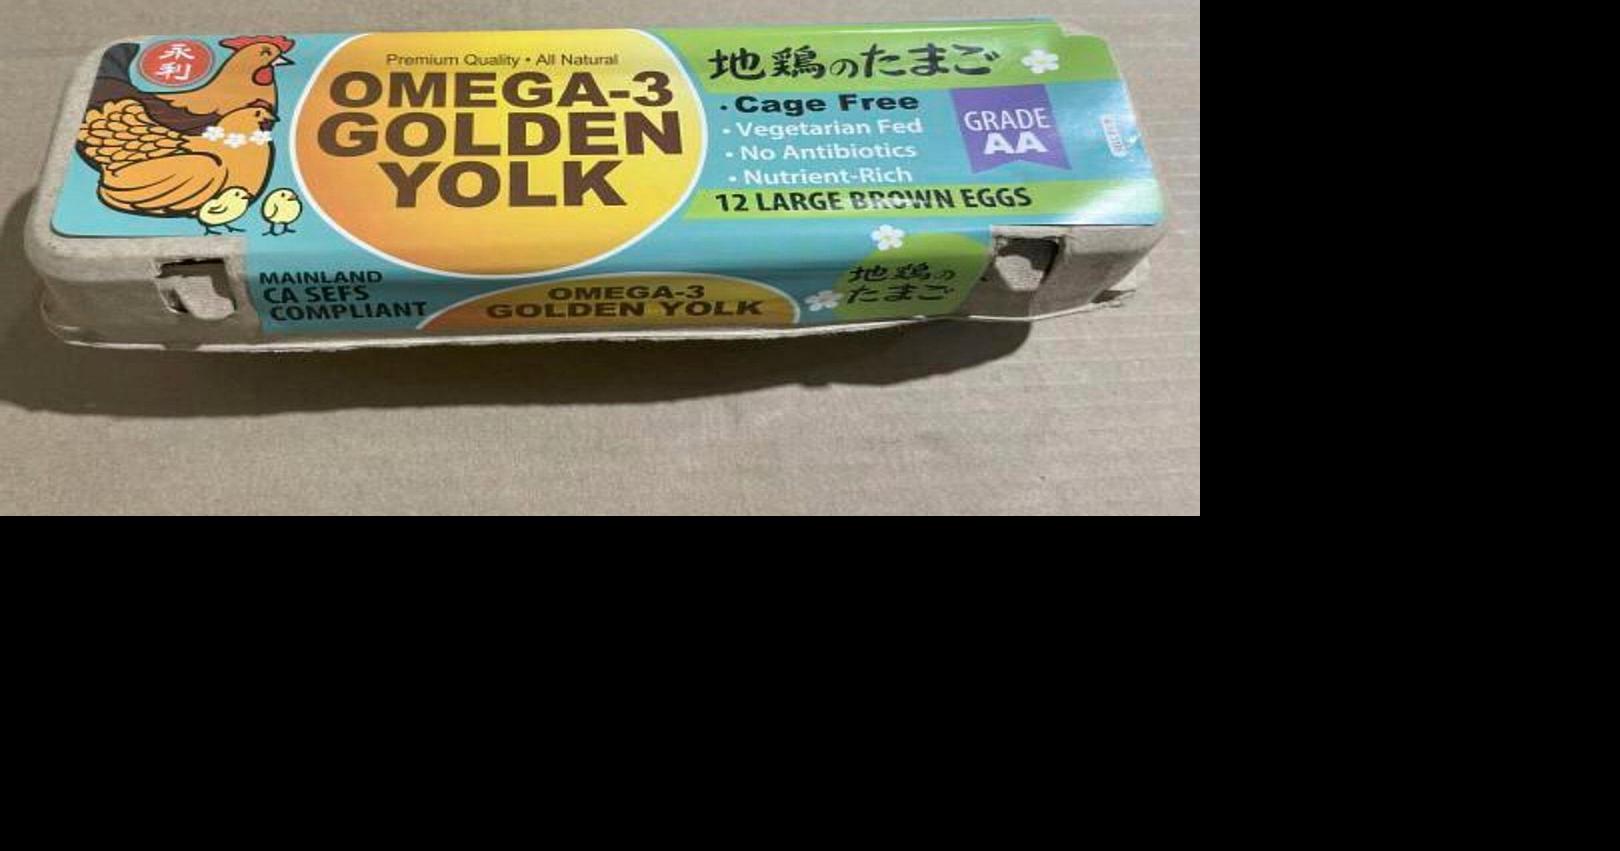 永
利
Premium Quality • All Natural
OMEGA-3
GOLDEN
YOLK
地鶏のたまご
• Cage Free
• Vegetarian Fed
• No Antibiotics
• Nutrient-Rich
GRADE
AA
12 LARGE BROWN EGGS
MAINLAND
CA SEFS
COMPLIANT
OMEGA-3
GOLDEN YOLK
地鶏の
たまご